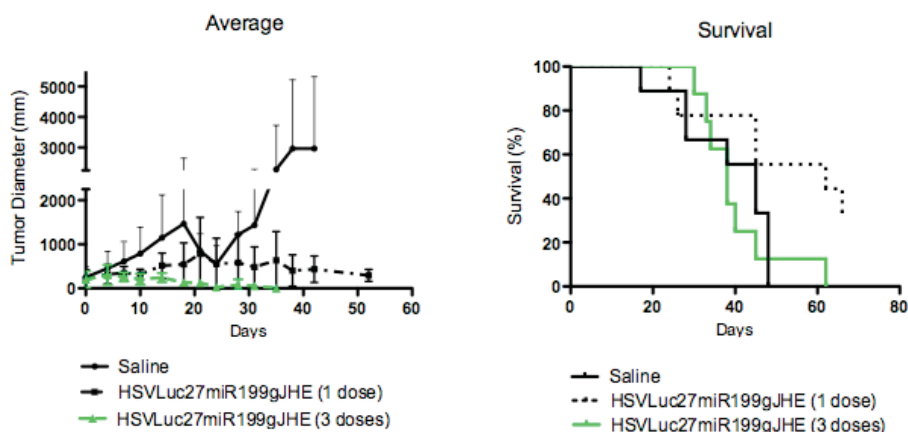 Average
Tumor Diameter (mm)
5000
4000
3000
2000
1000
0
0 10 20 30 40 50 60
Days
Saline
HSVLuc27miR199gJHE (1 dose)
HSVLuc27miR199gJHE (3 doses)
Survival
Survival (%)
100
80
60
40
20
0
0 20 40 60 80
Days
Saline
HSVLuc27miR199gJHE (1 dose)
HSVLuc27miR199gJHE (3 doses)